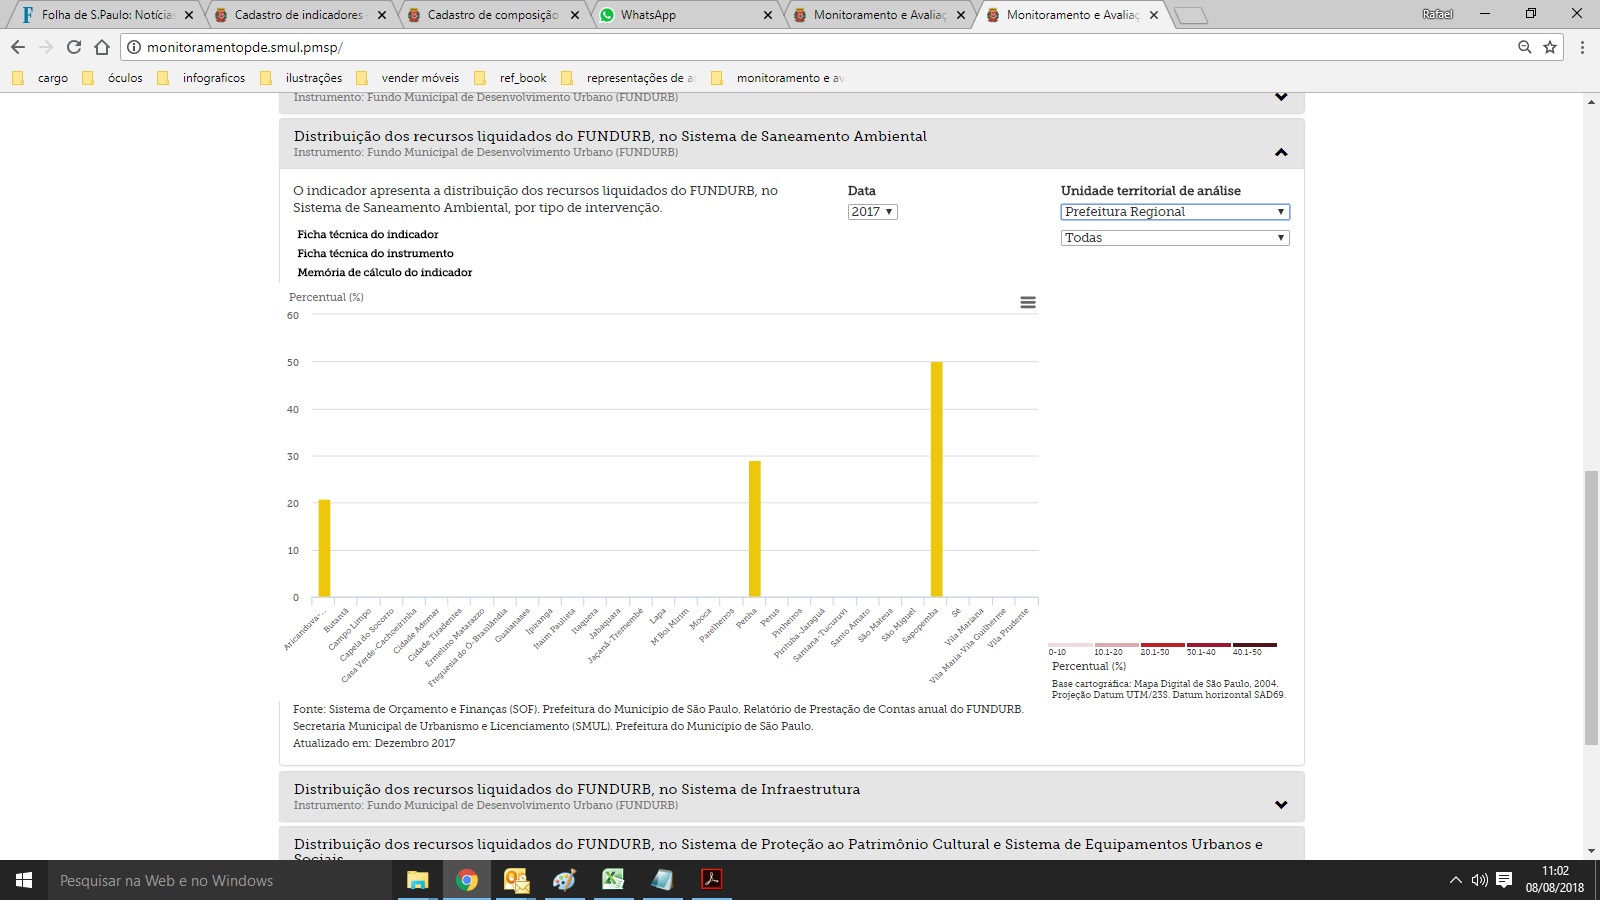 Folha de S.Paulo: Notícias
Cadastro de indicadores
Cadastro de composição
WhatsApp
Monitoramento e Avaliaç
Monitoramento e Avaliaç
Rafael
monitoramentopde.smul.pmsp/
cargo
óculos
infograficos
ilustrações
vender móveis
ref_book
representações de a
monitoramento e av
Instrumento: Fundo Municipal de Desenvolvimento Urbano (FUNDURB)
Distribuição dos recursos liquidados do FUNDURB, no Sistema de Saneamento Ambiental
Instrumento: Fundo Municipal de Desenvolvimento Urbano (FUNDURB)
O indicador apresenta a distribuição dos recursos liquidados do FUNDURB, no
Sistema de Saneamento Ambiental, por tipo de intervenção.
Data
2017
Unidade territorial de análise
Prefeitura Regional
Todas
Ficha técnica do indicador
Ficha técnica do instrumento
Memória de cálculo do indicador
Percentual (%)
60
50
40
30
20
10
0
Aricanduva-...
Butantã
Campo Limpo
Capela do Socorro
Casa Verde-Cachoeirinha
Cidade Ademar
Cidade Tiradentes
Ermelino Matarazzo
Freguesia do Ó-Brasilândia
Guaianases
Ipiranga
Itaim Paulista
Itaquera
Jabaquara
Jaçanã-Tremembé
Lapa
M'Boi Mirim
Mooca
Parelheiros
Penha
Perus
Pinheiros
Pirituba-Jaraguá
Santana-Tucuruvi
Santo Amaro
São Mateus
São Miguel
Sapopemba
Sé
Vila Mariana
Vila Maria-Vila Guilherme
Vila Prudente
0-10
10.1-20
20.1-30
30.1-40
40.1-50
Percentual (%)
Base cartográfica: Mapa Digital de São Paulo, 2004.
Projeção Datum UTM/23S. Datum horizontal SAD69.
Fonte: Sistema de Orçamento e Finanças (SOF). Prefeitura do Município de São Paulo. Relatório de Prestação de Contas anual do FUNDURB.
Secretaria Municipal de Urbanismo e Licenciamento (SMUL). Prefeitura do Município de São Paulo.
Atualizado em: Dezembro 2017
Distribuição dos recursos liquidados do FUNDURB, no Sistema de Infraestrutura
Instrumento: Fundo Municipal de Desenvolvimento Urbano (FUNDURB)
Distribuição dos recursos liquidados do FUNDURB, no Sistema de Proteção ao Patrimônio Cultural e Sistema de Equipamentos Urbanos e
Sociais
Pesquisar na Web e no Windows
11:02
08/08/2018